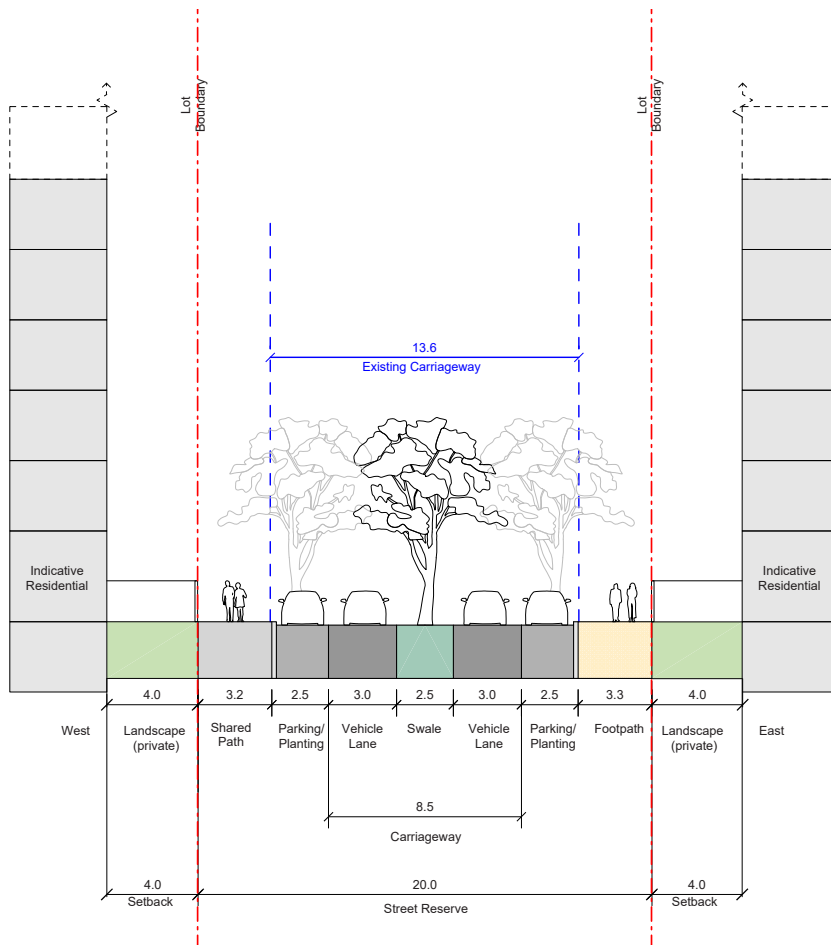 Lot
Boundary
Lot
Boundary
13.6
Existing Carriageway
Indicative
Residential
Indicative
Residential
4.0
3.2
2.5
3.0
2.5
3.0
2.5
3.3
4.0
West
Landscape
(private)
Shared
Path
Parking/
Planting
Vehicle
Lane
Swale
Vehicle
Lane
Parking/
Planting
Footpath
Landscape
(private)
East
8.5
Carriageway
4.0
Setback
20.0
Street Reserve
4.0
Setback